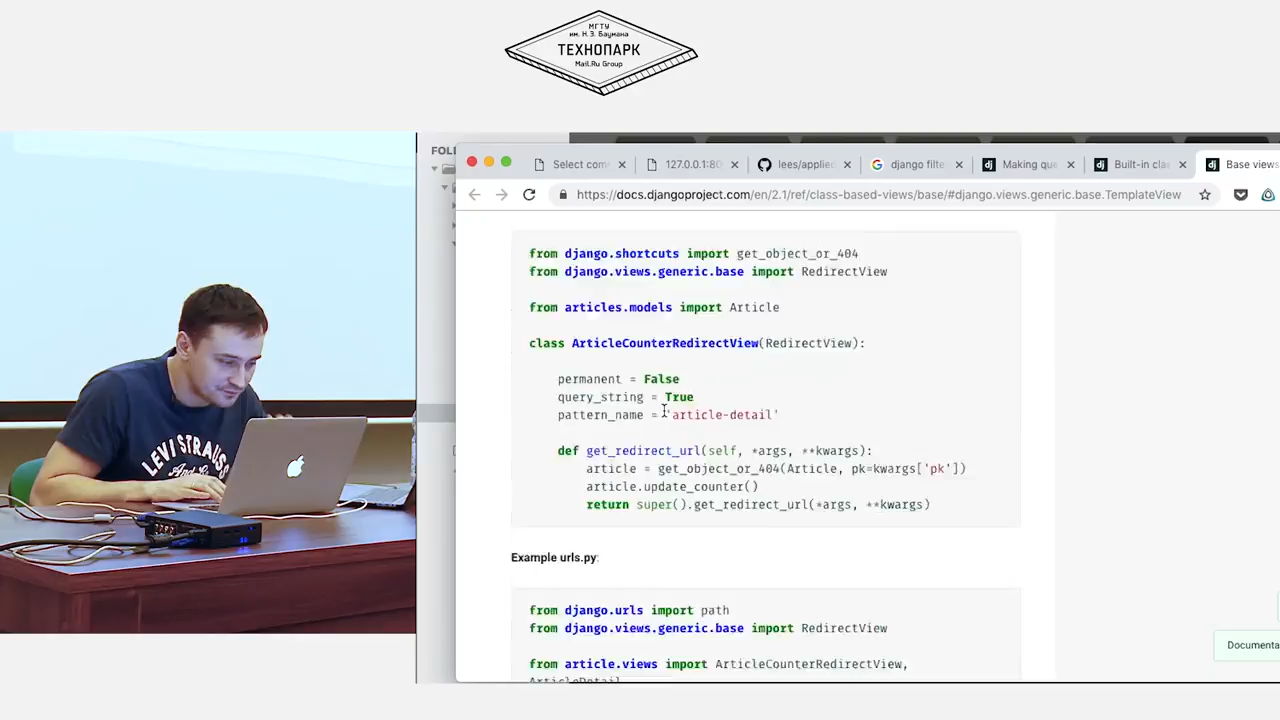 МГТУ
им. Н.Э. Баумана
ТЕХНОПАРК
Mail.Ru Group
FOL
Select com
127.0.0.1:80
lees/applied
django filte
Making que
Built-in cla
Base views
https://docs.djangoproject.com/en/2.1/ref/class-based-views/base/#django.views.generic.base.TemplateView
from django.shortcuts import get_object_or_404
from django.views.generic.base import RedirectView
from articles.models import Article
class ArticleCounterRedirectView(RedirectView):
permanent = False
query_string = True
pattern_name = 'article-detail'
def get_redirect_url(self, *args, **kwargs):
article = get_object_or_404(Article, pk=kwargs['pk'])
article.update_counter()
return super().get_redirect_url(*args, **kwargs)
Example urls.py:
from django.urls import path
from django.views.generic.base import RedirectView
from article.views import ArticleCounterRedirectView,
ArticleDetail
Documenta
LEVI STRAUSS
And Co